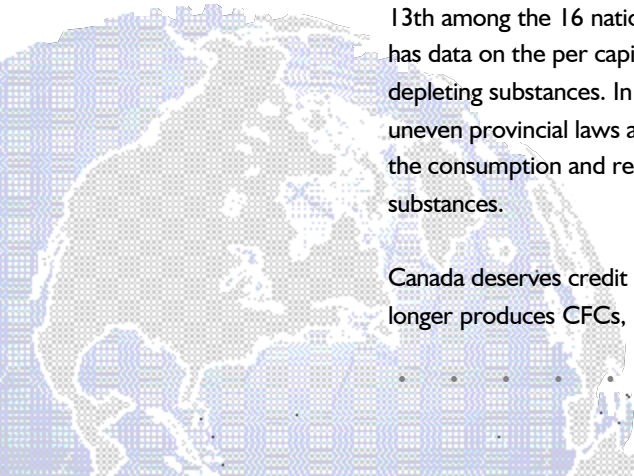 13th among the 16 natio
has data on the per capi
depleting substances. In
uneven provincial laws a
the consumption and re
substances.
Canada deserves credit
longer produces CFCs,